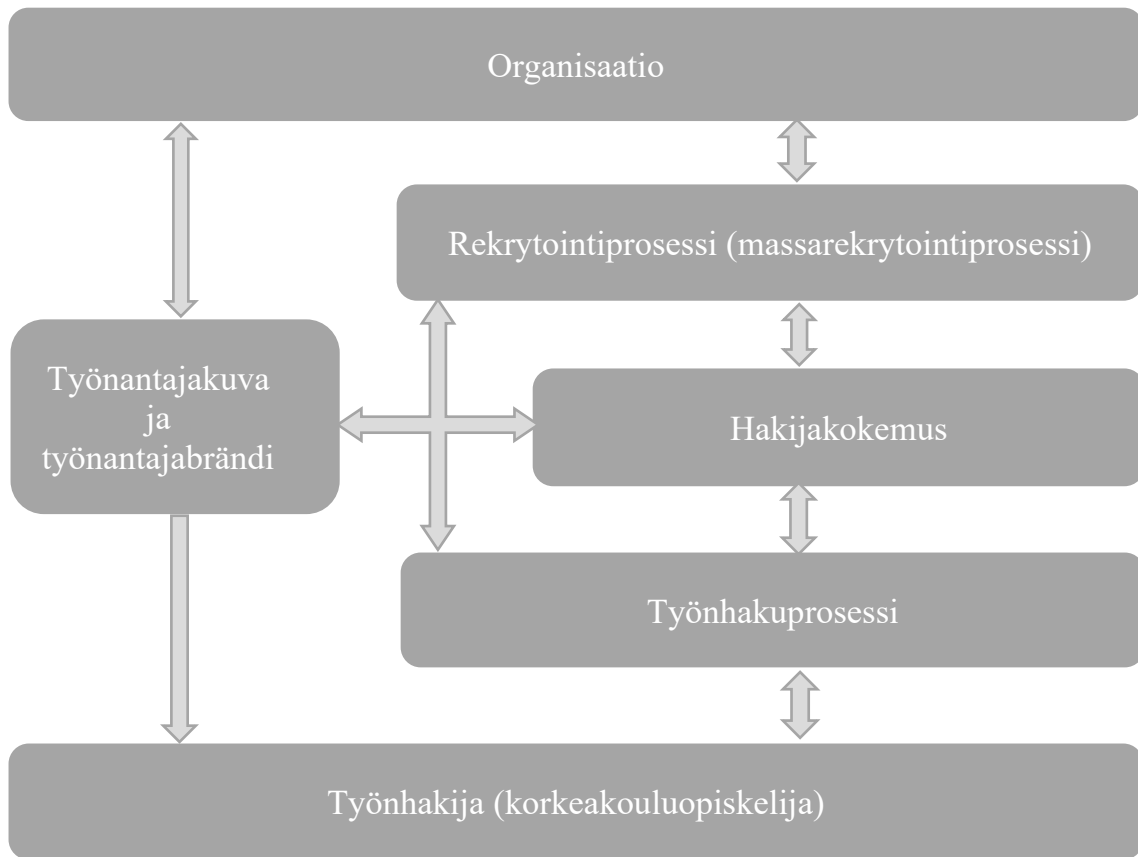 Organisaatio
Rekrytointiprosessi (massarekrytointiprosessi)
Työnantajakuva
ja
työnantajabrändi
Hakijakokemus
Työnhakuprosessi
Työnhakija (korkeakouluopiskelija)